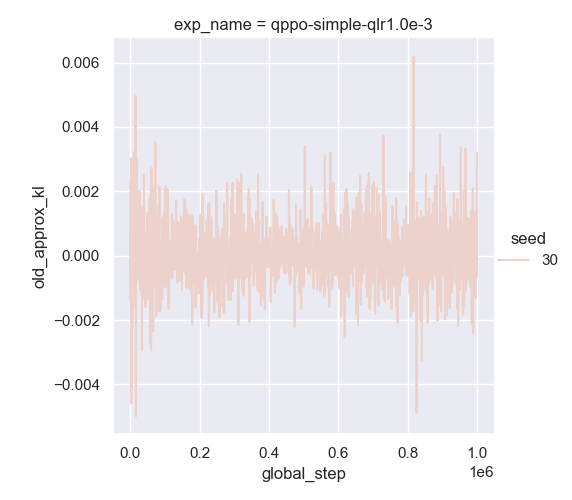 exp_name = qppo-simple-qlr1.0e-3
0.006
0.004
0.002
0.000
−0.002
−0.004
old_approx_kl
0.0 0.2 0.4 0.6 0.8 1.0
1e6
global_step
seed
30